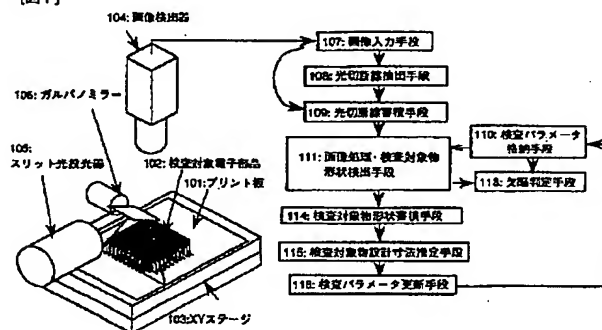 104: 画像検出器
106: ガルバノミラー
105:
スリット光投光器
102: 検査対象電子部品
101:プリント板
103:XYステージ
107: 画像入力手段
108: 光切断線抽出手段
109: 光切断線蓄積手段
110: 検査パラメータ
格納手段
111: 画像処理・検査対象物
形状検出手段
113: 欠陥判定手段
114: 検査対象物形状蓄積手段
115: 検査対象物設計寸法推定手段
116: 検査パラメータ更新手段